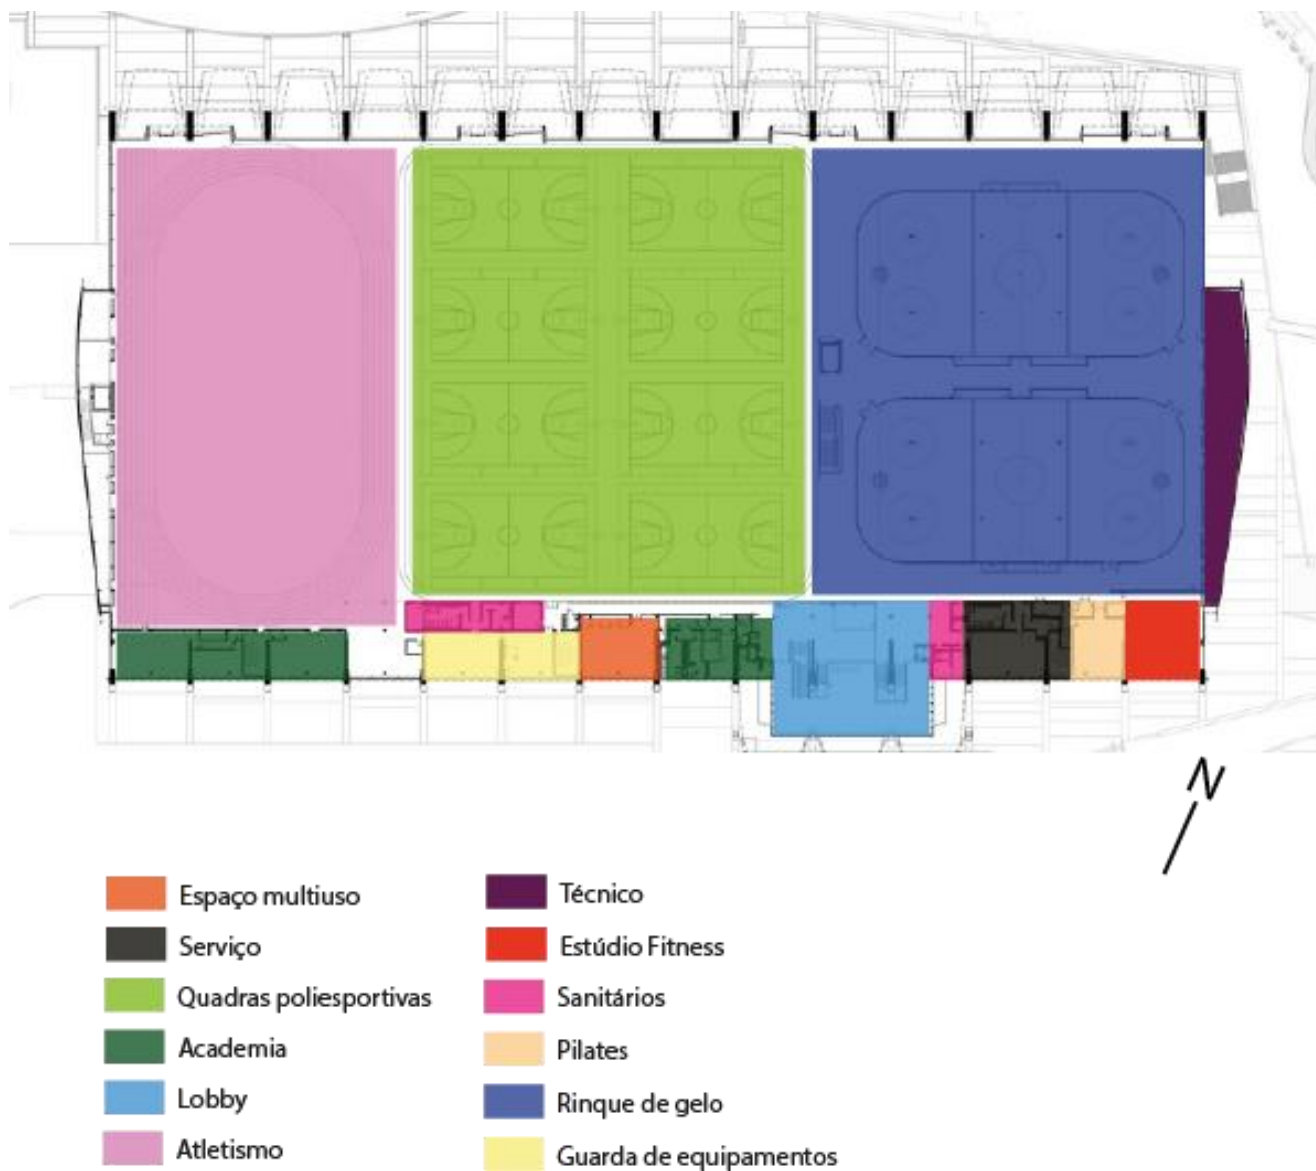 N
Espaço multiuso
Serviço
Quadras poliesportivas
Academia
Lobby
Atletismo
Técnico
Estúdio Fitness
Sanitários
Pilates
Rinque de gelo
Guarda de equipamentos